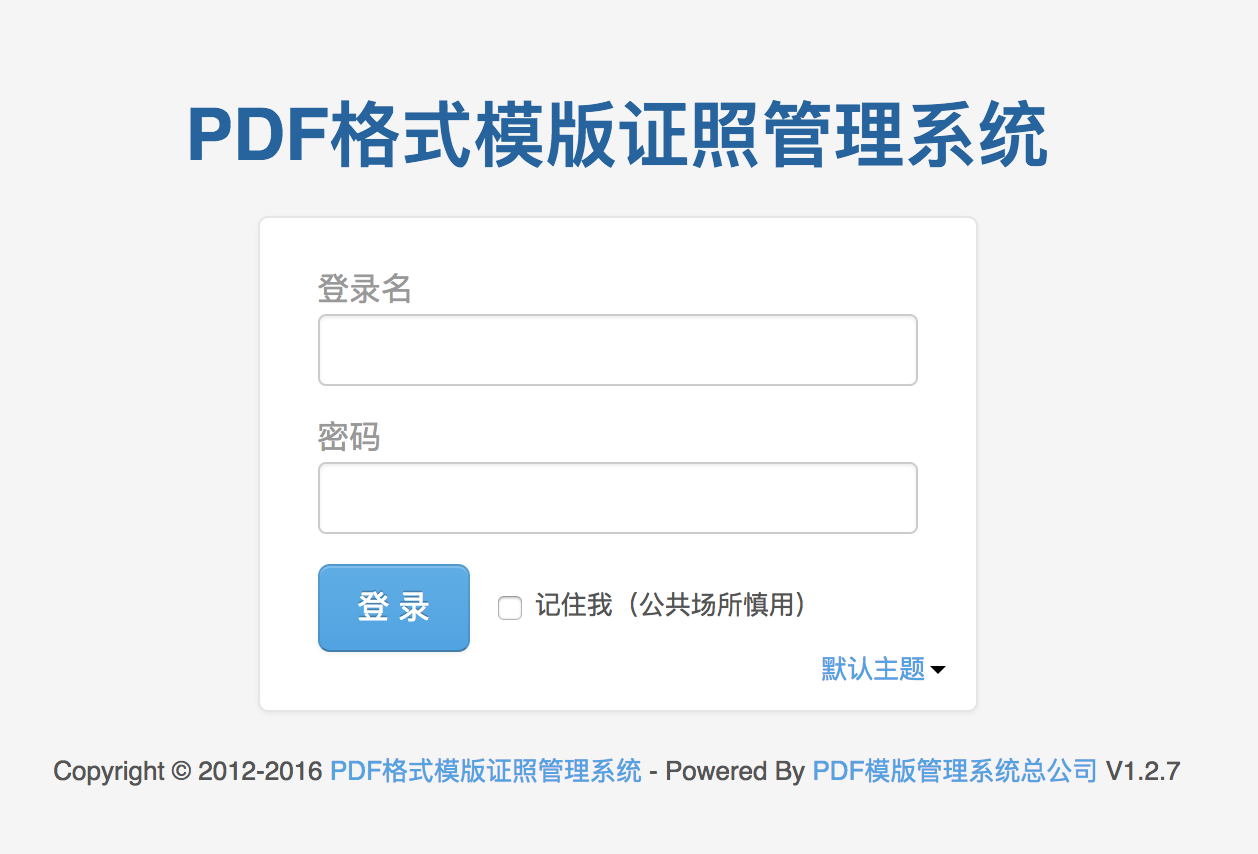 PDF格式模版证照管理系统
登录名
密码
登 录
记住我（公共场所慎用）
默认主题
Copyright © 2012-2016 PDF格式模版证照管理系统 - Powered By PDF模版管理系统总公司 V1.2.7